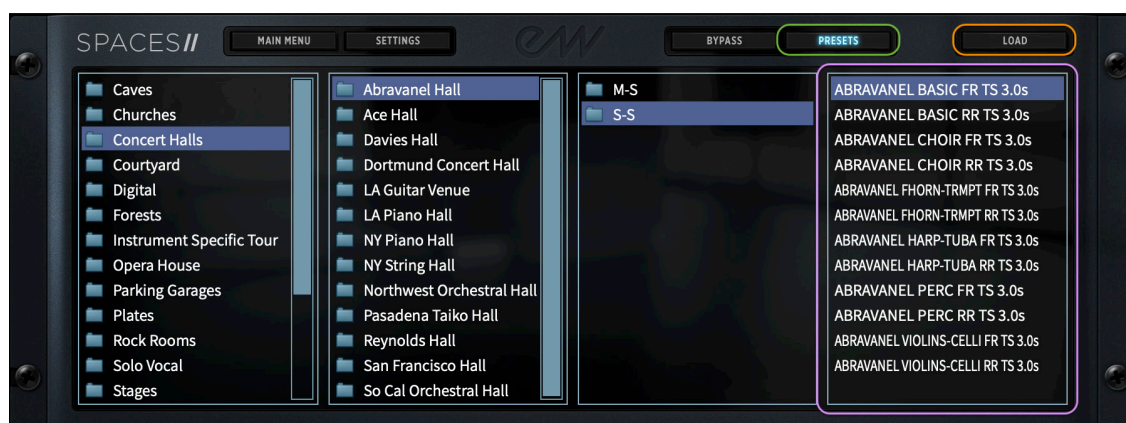 SPACES II
MAIN MENU
SETTINGS
EW
BYPASS
PRESETS
LOAD
Caves
Churches
Concert Halls
Courtyard
Digital
Forests
Instrument Specific Tour
Opera House
Parking Garages
Plates
Rock Rooms
Solo Vocal
Stages
Abravanel Hall
Ace Hall
Davies Hall
Dortmund Concert Hall
LA Guitar Venue
LA Piano Hall
NY Piano Hall
NY String Hall
Northwest Orchestral Hall
Pasadena Taiko Hall
Reynolds Hall
San Francisco Hall
So Cal Orchestral Hall
M-S
S-S
ABRAVANEL BASIC FR TS 3.0s
ABRAVANEL BASIC RR TS 3.0s
ABRAVANEL CHOIR FR TS 3.0s
ABRAVANEL CHOIR RR TS 3.0s
ABRAVANEL FHORN-TRMPT FR TS 3.0s
ABRAVANEL FHORN-TRMPT RR TS 3.0s
ABRAVANEL HARP-TUBA FR TS 3.0s
ABRAVANEL HARP-TUBA RR TS 3.0s
ABRAVANEL PERC FR TS 3.0s
ABRAVANEL PERC RR TS 3.0s
ABRAVANEL VIOLINS-CELLI FR TS 3.0s
ABRAVANEL VIOLINS-CELLI RR TS 3.0s